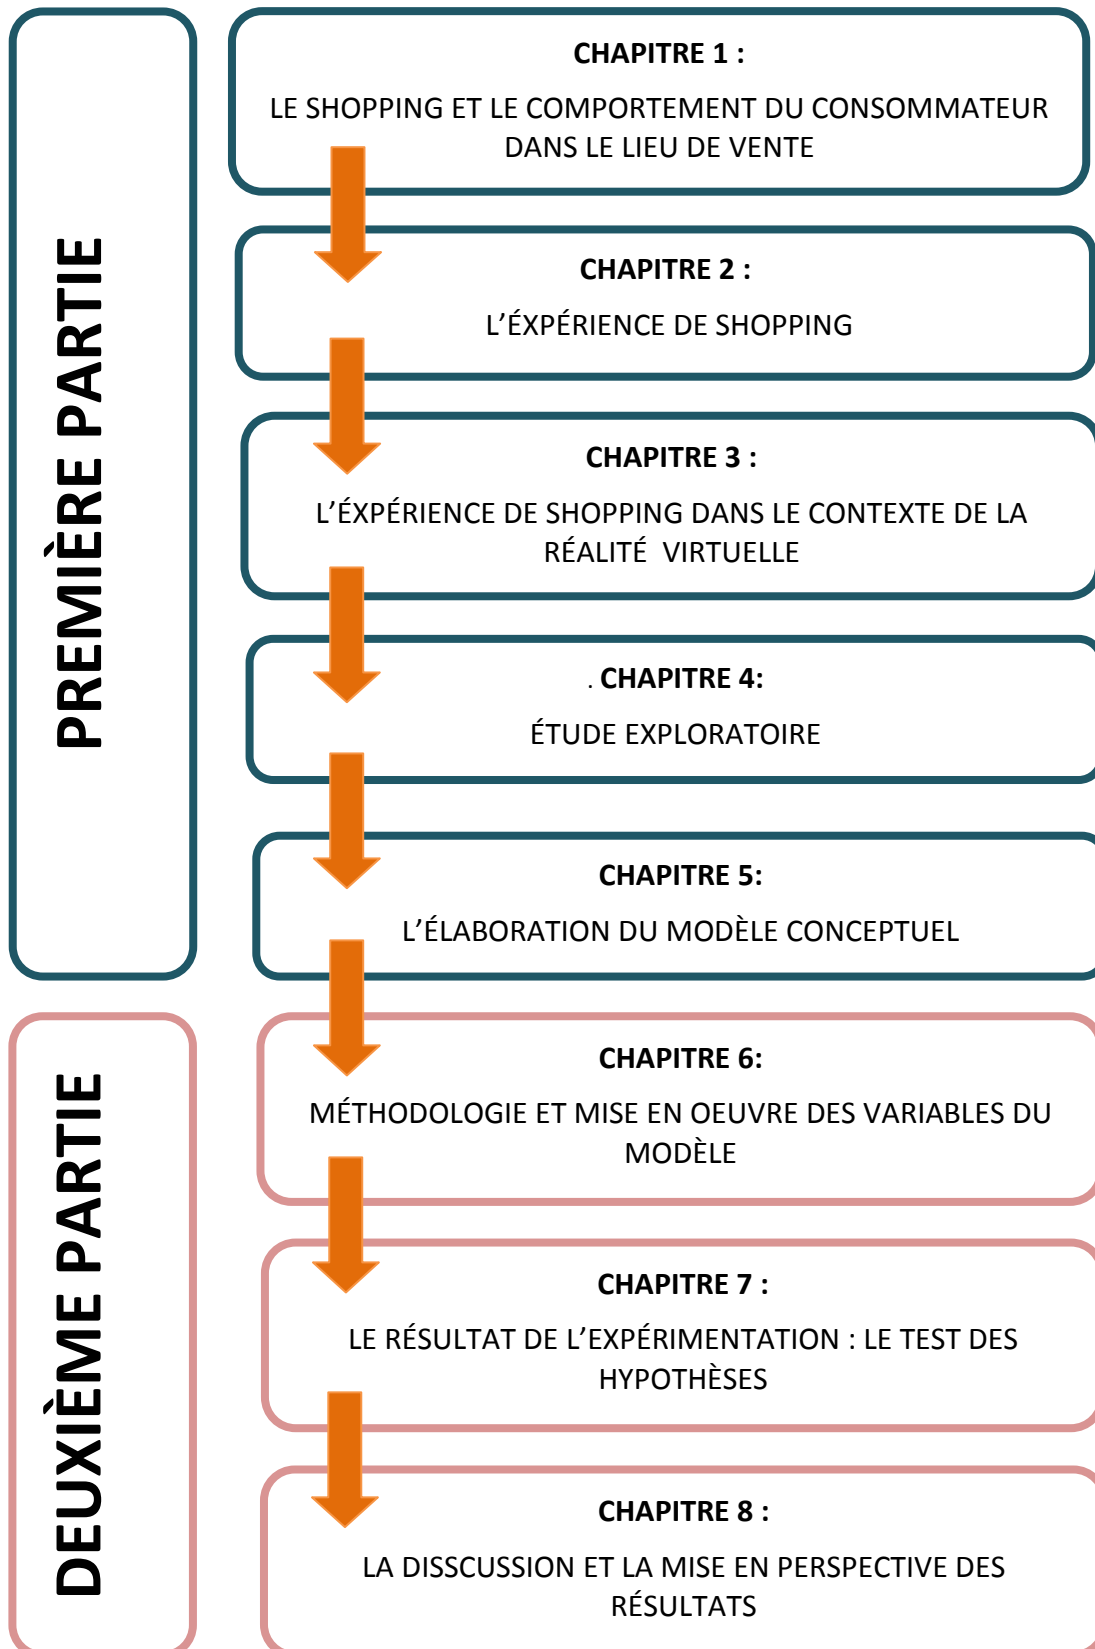 PREMIÈRE PARTIE
CHAPITRE 1 :
LE SHOPPING ET LE COMPORTEMENT DU CONSOMMATEUR
DANS LE LIEU DE VENTE
CHAPITRE 2 :
L’ÉXPÉRIENCE DE SHOPPING
CHAPITRE 3 :
L’ÉXPÉRIENCE DE SHOPPING DANS LE CONTEXTE DE LA
RÉALITÉ  VIRTUELLE
. CHAPITRE 4:
ÉTUDE EXPLORATOIRE
CHAPITRE 5:
L’ÉLABORATION DU MODÈLE CONCEPTUEL
DEUXIÈME PARTIE
CHAPITRE 6:
MÉTHODOLOGIE ET MISE EN OEUVRE DES VARIABLES DU
MODÈLE
CHAPITRE 7 :
LE RÉSULTAT DE L’EXPÉRIMENTATION : LE TEST DES
HYPOTHÈSES
CHAPITRE 8 :
LA DISSCUSSION ET LA MISE EN PERSPECTIVE DES
RÉSULTATS